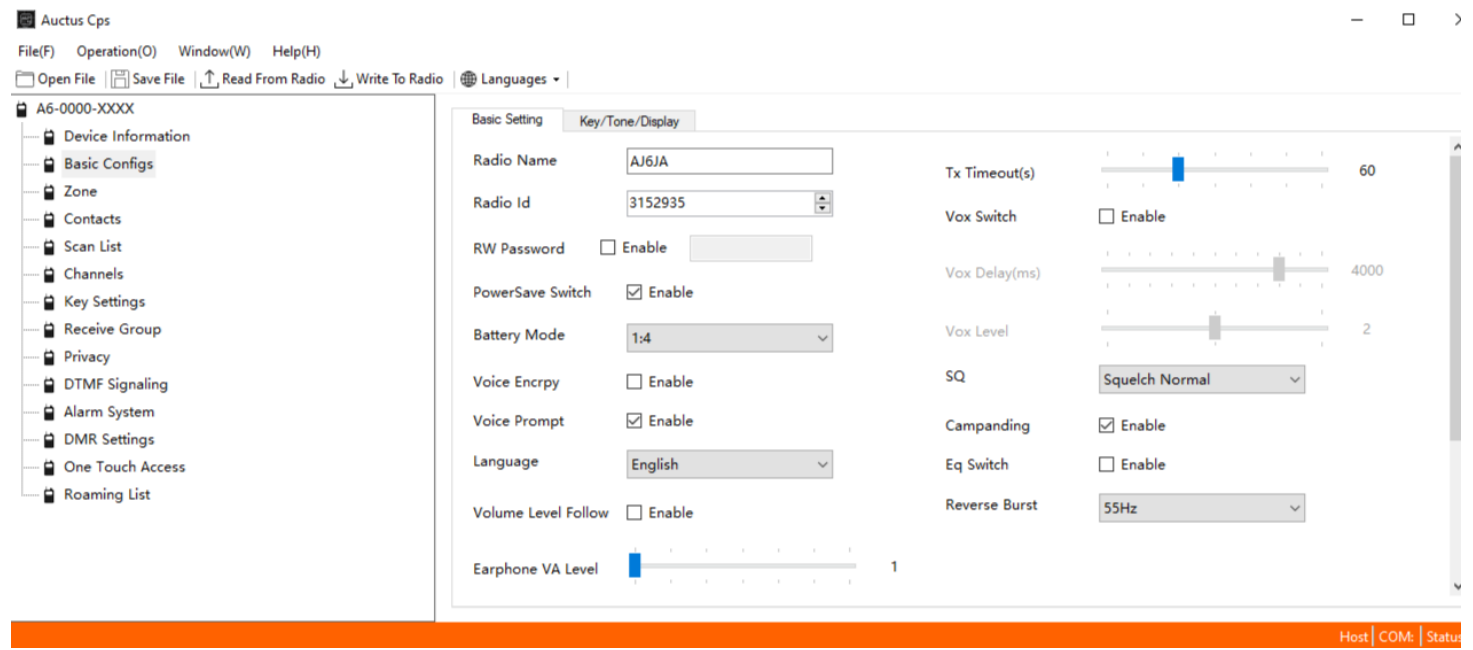 Auctus Cps
File(F) Operation(O) Window(W) Help(H)
Open File Save File Read From Radio Write To Radio Languages
A6-0000-XXXX
Device Information
Basic Configs
Zone
Contacts
Scan List
Channels
Key Settings
Receive Group
Privacy
DTMF Signaling
Alarm System
DMR Settings
One Touch Access
Roaming List
Basic Setting Key/Tone/Display
Radio Name AJ6JA
Radio Id 3152935
RW Password Enable
PowerSave Switch Enable
Battery Mode 1:4
Voice Encrpy Enable
Voice Prompt Enable
Language English
Volume Level Follow Enable
Earphone VA Level 1
Tx Timeout(s) 60
Vox Switch Enable
Vox Delay(ms) 4000
Vox Level 2
SQ Squelch Normal
Campanding Enable
Eq Switch Enable
Reverse Burst 55Hz
Host COM: Status